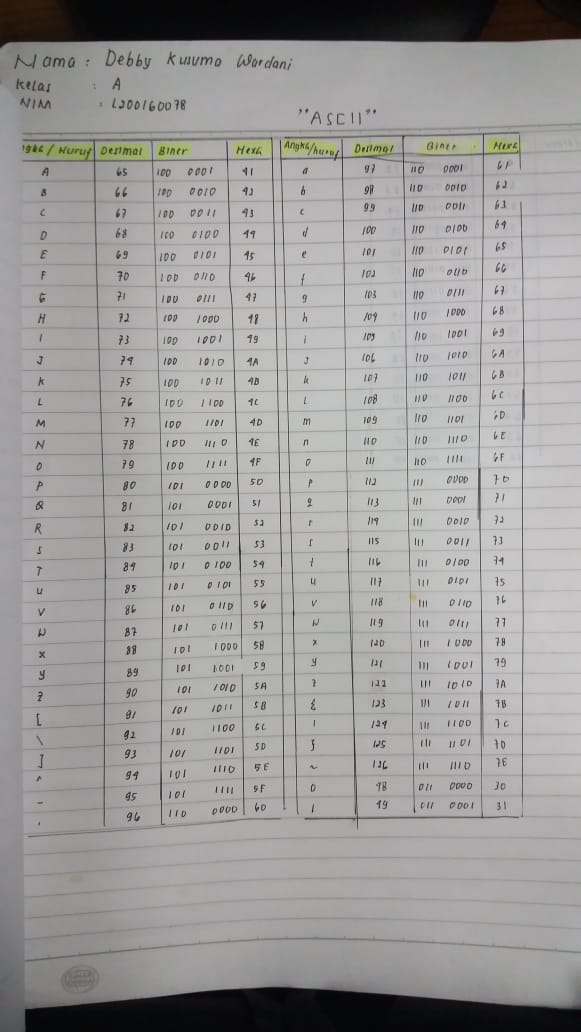 Nama : Debby Kusuma Wardani
Kelas : A
NIM : L200160078
"ASCII"
Angka / Huruf Desimal Biner Hexa Angka/huruf Desimal Biner Hexa
A 65 100 0001 41 a 97 110 0001 61
B 66 100 0010 42 b 98 110 0010 62
C 67 100 0011 43 c 99 110 0011 63
D 68 100 0100 44 d 100 110 0100 64
E 69 100 0101 45 e 101 110 0101 65
F 70 100 0110 46 f 102 110 0110 66
G 71 100 0111 47 g 103 110 0111 67
H 72 100 1000 48 h 104 110 1000 68
I 73 100 1001 49 i 105 110 1001 69
J 74 100 1010 4A J 106 110 1010 6A
k 75 100 1011 4B k 107 110 1011 6B
L 76 100 1100 4C L 108 110 1100 6C
M 77 100 1101 4D m 109 110 1101 6D
N 78 100 1110 4E n 110 110 1110 6E
O 79 100 1111 4F o 111 110 1111 6F
P 80 101 0000 50 p 112 111 0000 70
Q 81 101 0001 51 q 113 111 0001 71
R 82 101 0010 52 r 114 111 0010 72
S 83 101 0011 53 s 115 111 0011 73
T 84 101 0100 54 t 116 111 0100 74
u 85 101 0101 55 u 117 111 0101 75
V 86 101 0110 56 v 118 111 0110 76
W 87 101 0111 57 w 119 111 0111 77
x 88 101 1000 58 x 120 111 1000 78
y 89 101 1001 59 y 121 111 1001 79
Z 90 101 1010 5A z 122 111 1010 7A
[ 91 101 1011 5B { 123 111 1011 7B
\ 92 101 1100 5C | 124 111 1100 7C
] 93 101 1101 5D } 125 111 1101 7D
^ 94 101 1110 5E ~ 126 111 1110 7E
_ 95 101 1111 5F 0 48 011 0000 30
, 96 110 0000 60 1 49 011 0001 31